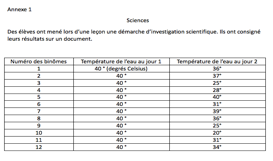 Annexe 1
Sciences
Des élèves ont mené lors d'une leçon une démarche d'investigation scientifique. Ils ont consigné
leurs résultats sur un document.
Numéro des binômes Température de l'eau au jour 1 Température de l'eau au jour 2
1 40 ° (degrés Celsius) 36°
2 40 ° 37°
3 40 ° 25°
4 40 ° 28°
5 40 ° 40°
6 40 ° 31°
7 40 ° 39°
8 40 ° 36°
9 40 ° 25°
10 40 ° 20°
11 40 ° 31°
12 40 ° 34°